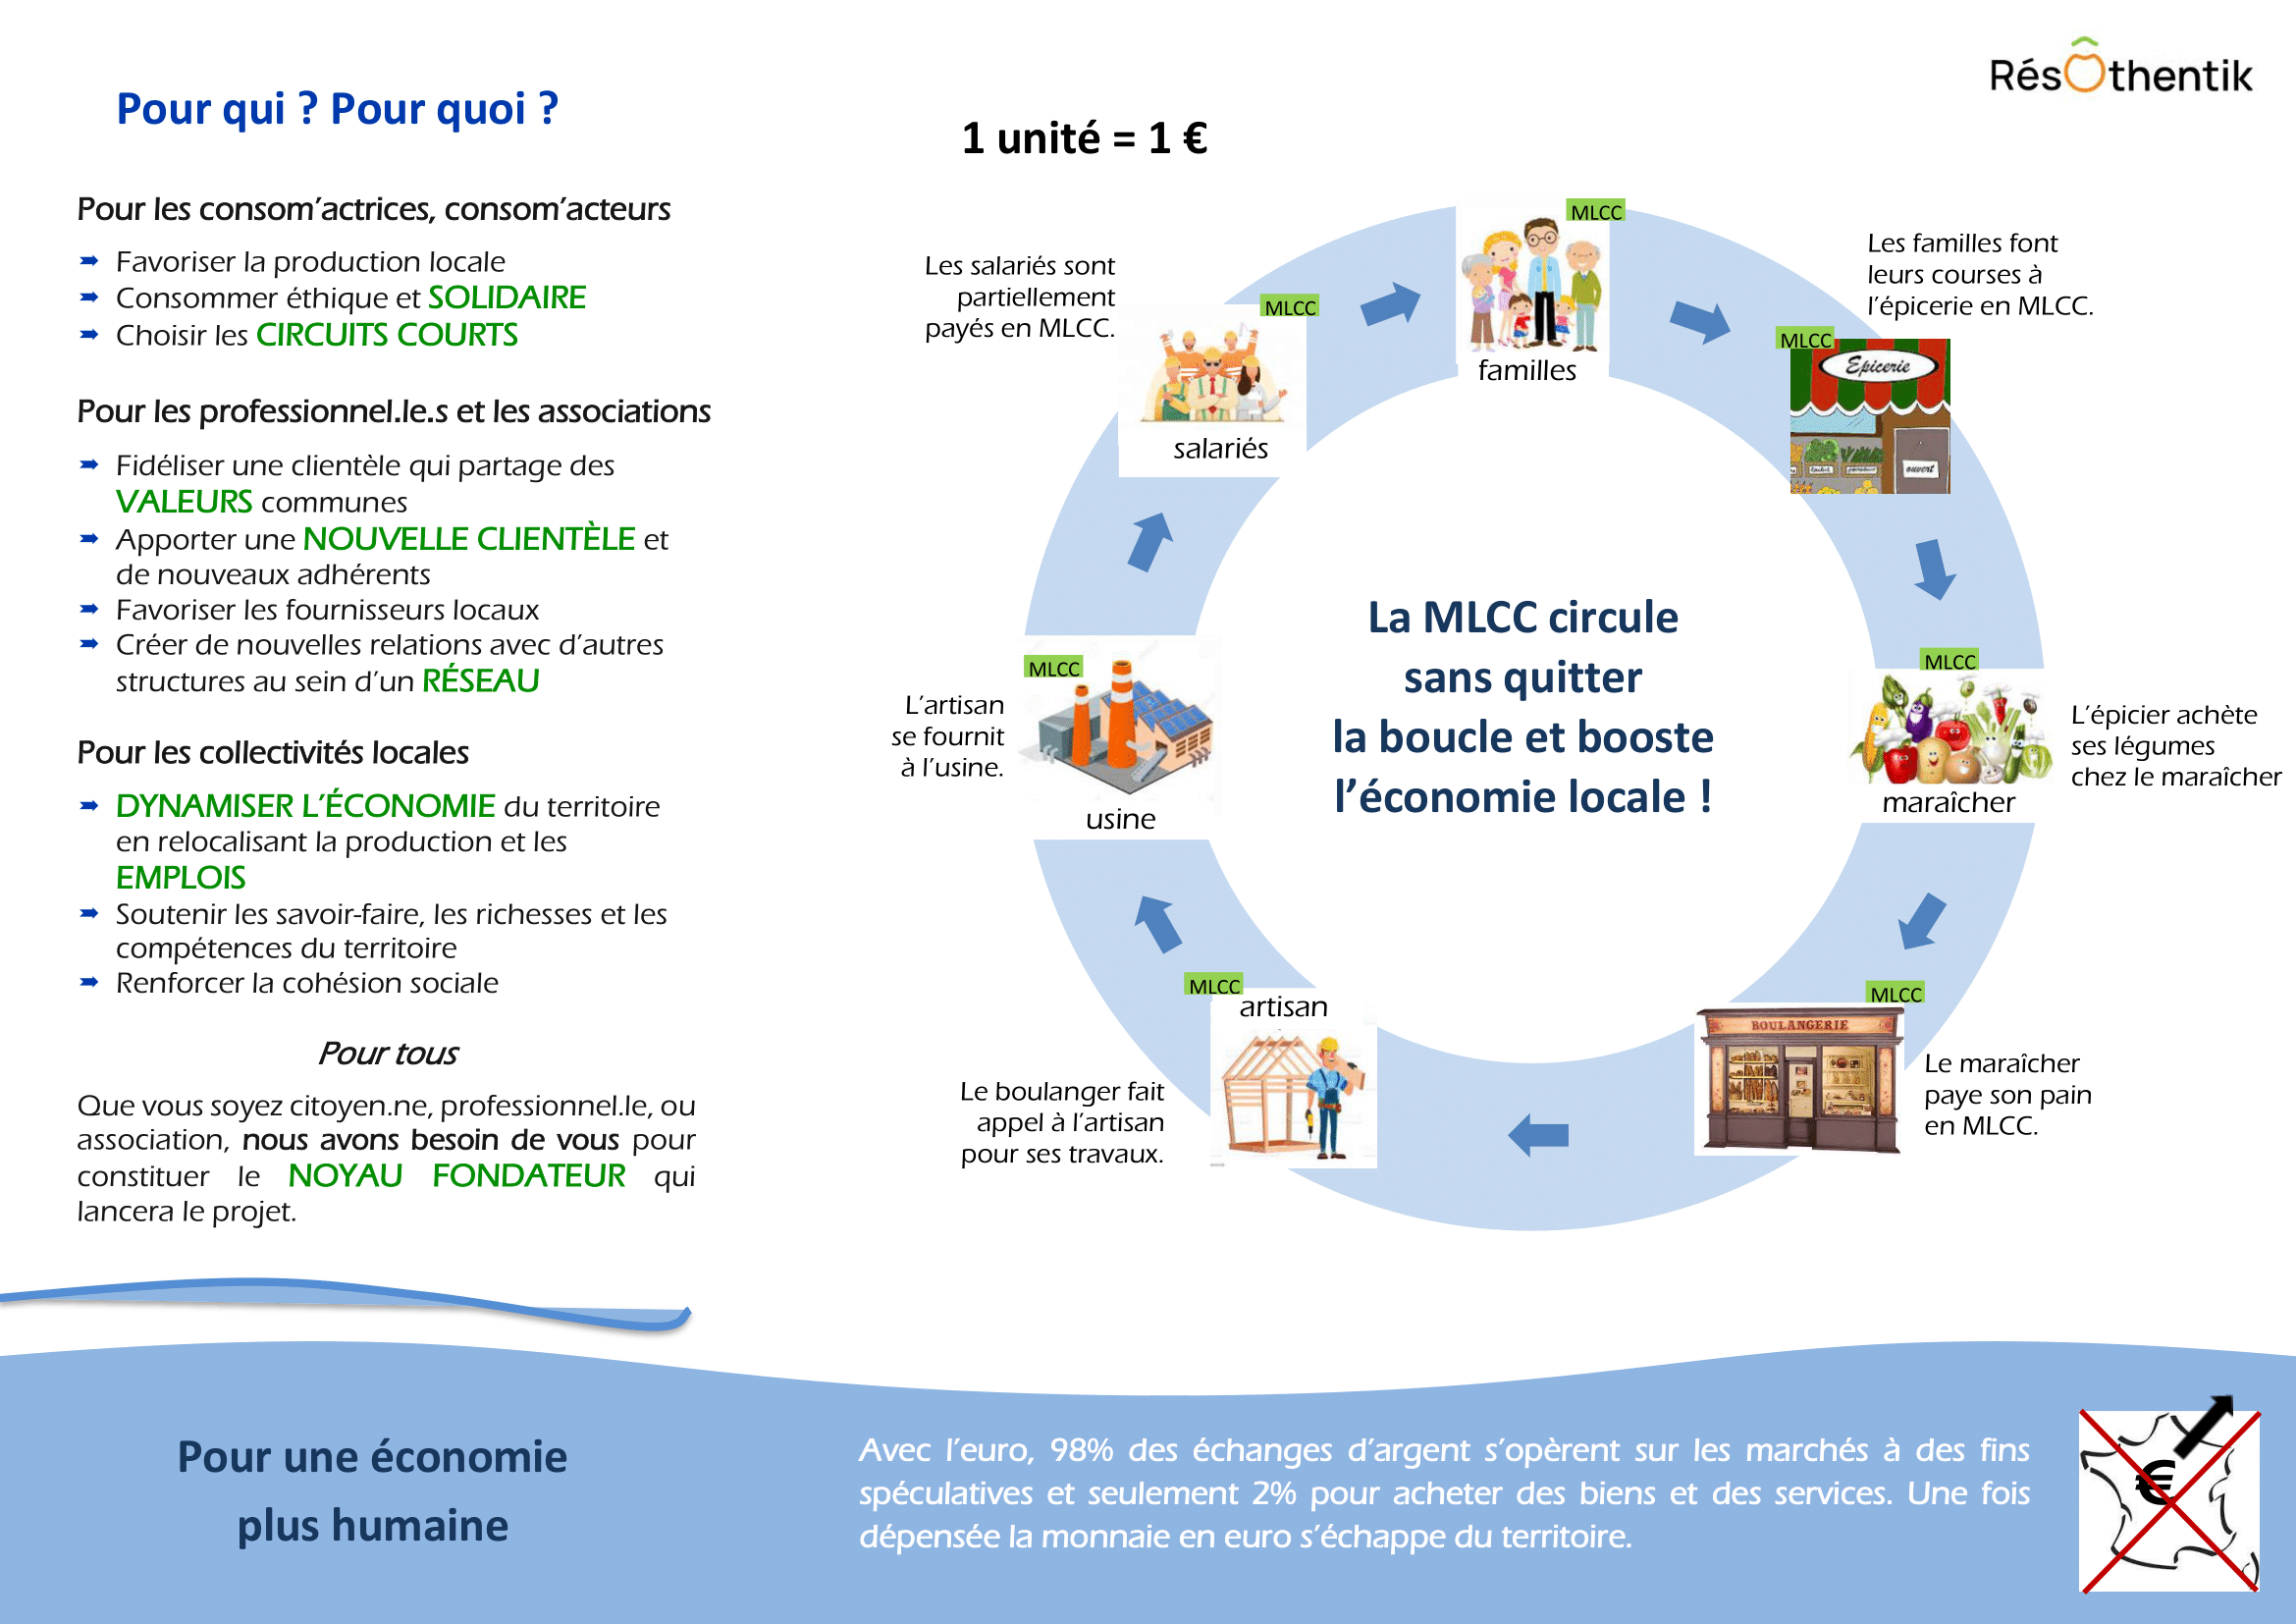 RésÔthentik
Pour qui ? Pour quoi ?
Pour les consom’actrices, consom’acteurs
➡ Favoriser la production locale
➡ Consommer éthique et SOLIDAIRE
➡ Choisir les CIRCUITS COURTS
Pour les professionnel.le.s et les associations
➡ Fidéliser une clientèle qui partage des
VALEURS communes
➡ Apporter une NOUVELLE CLIENTÈLE et
de nouveaux adhérents
➡ Favoriser les fournisseurs locaux
➡ Créer de nouvelles relations avec d’autres
structures au sein d’un RÉSEAU
Pour les collectivités locales
➡ DYNAMISER L’ÉCONOMIE du territoire
en relocalisant la production et les
EMPLOIS
➡ Soutenir les savoir-faire, les richesses et les
compétences du territoire
➡ Renforcer la cohésion sociale
Pour tous
Que vous soyez citoyen.ne, professionnel.le, ou
association, nous avons besoin de vous pour
constituer le NOYAU FONDATEUR qui
lancera le projet.
1 unité = 1 €
MLCC
familles
Les familles font
leurs courses à
l’épicerie en MLCC.
MLCC
Epicerie
ouvert
MLCC
maraîcher
L’épicier achète
ses légumes
chez le maraîcher
MLCC
BOULANGERIE
Le maraîcher
paye son pain
en MLCC.
MLCC
artisan
Le boulanger fait
appel à l’artisan
pour ses travaux.
MLCC
usine
L’artisan
se fournit
à l’usine.
MLCC
salariés
Les salariés sont
partiellement
payés en MLCC.
La MLCC circule
sans quitter
la boucle et booste
l’économie locale !
Pour une économie
plus humaine
Avec l’euro, 98% des échanges d’argent s’opèrent sur les marchés à des fins
spéculatives et seulement 2% pour acheter des biens et des services. Une fois
dépensée la monnaie en euro s’échappe du territoire.
€